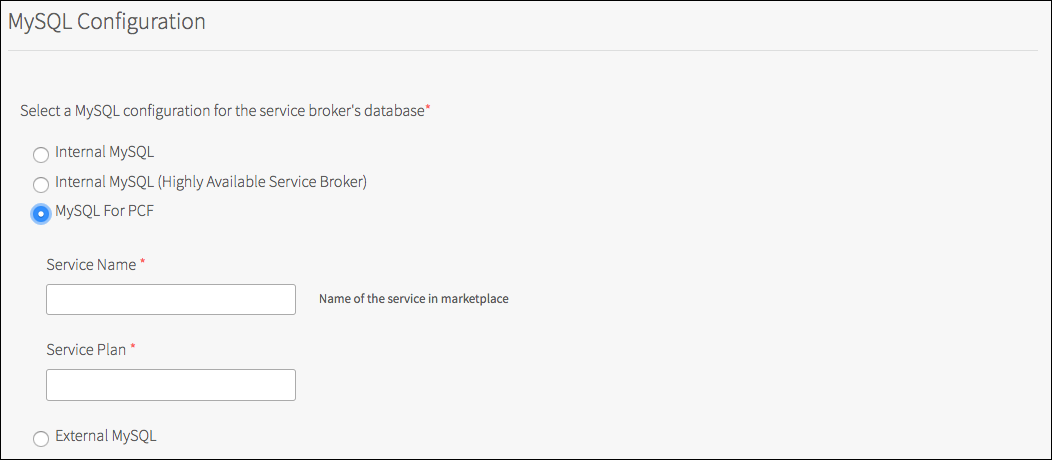 MySQL Configuration
Select a MySQL configuration for the service broker's database*
Internal MySQL
Internal MySQL (Highly Available Service Broker)
MySQL For PCF
Service Name *
Name of the service in marketplace
Service Plan *
External MySQL